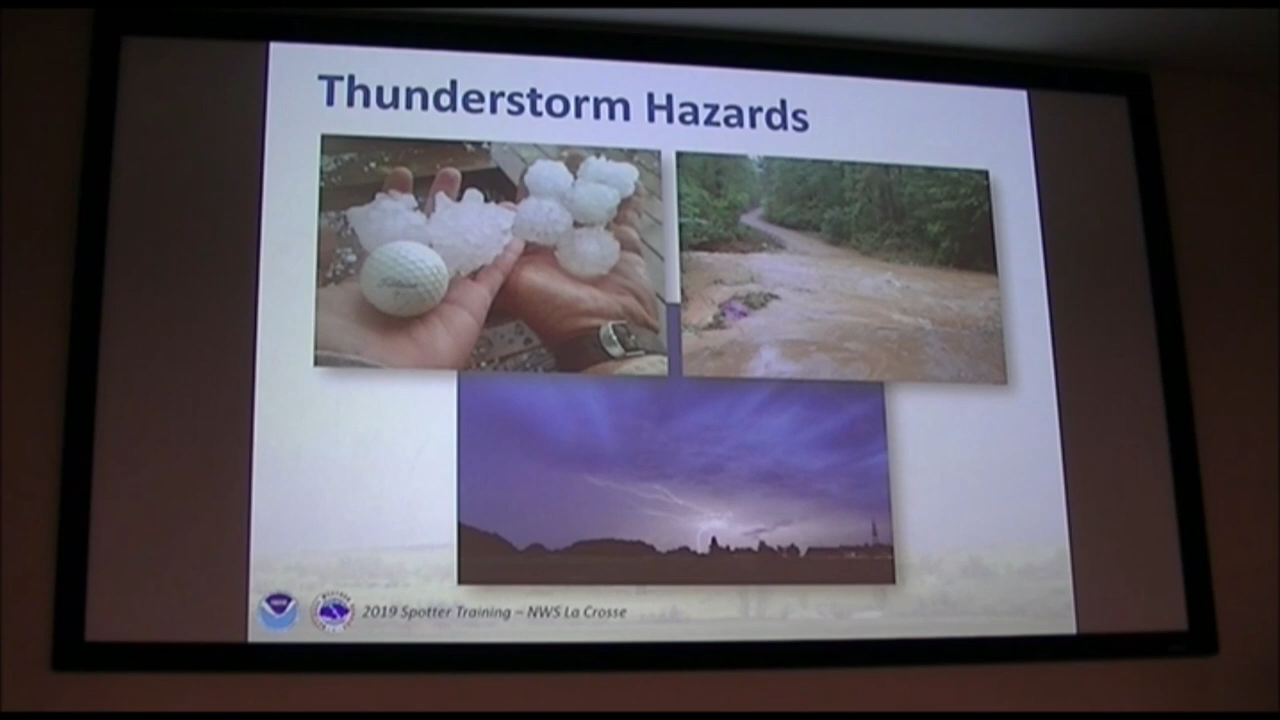 Thunderstorm Hazards
2019 Spotter Training – NWS La Crosse